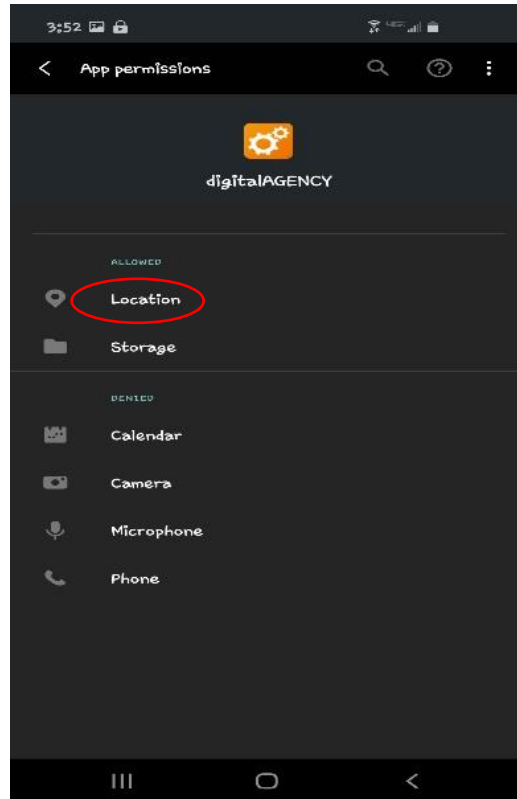 3:52
App permissions
digitalAGENCY
ALLOWED
Location
Storage
DENIED
Calendar
Camera
Microphone
Phone